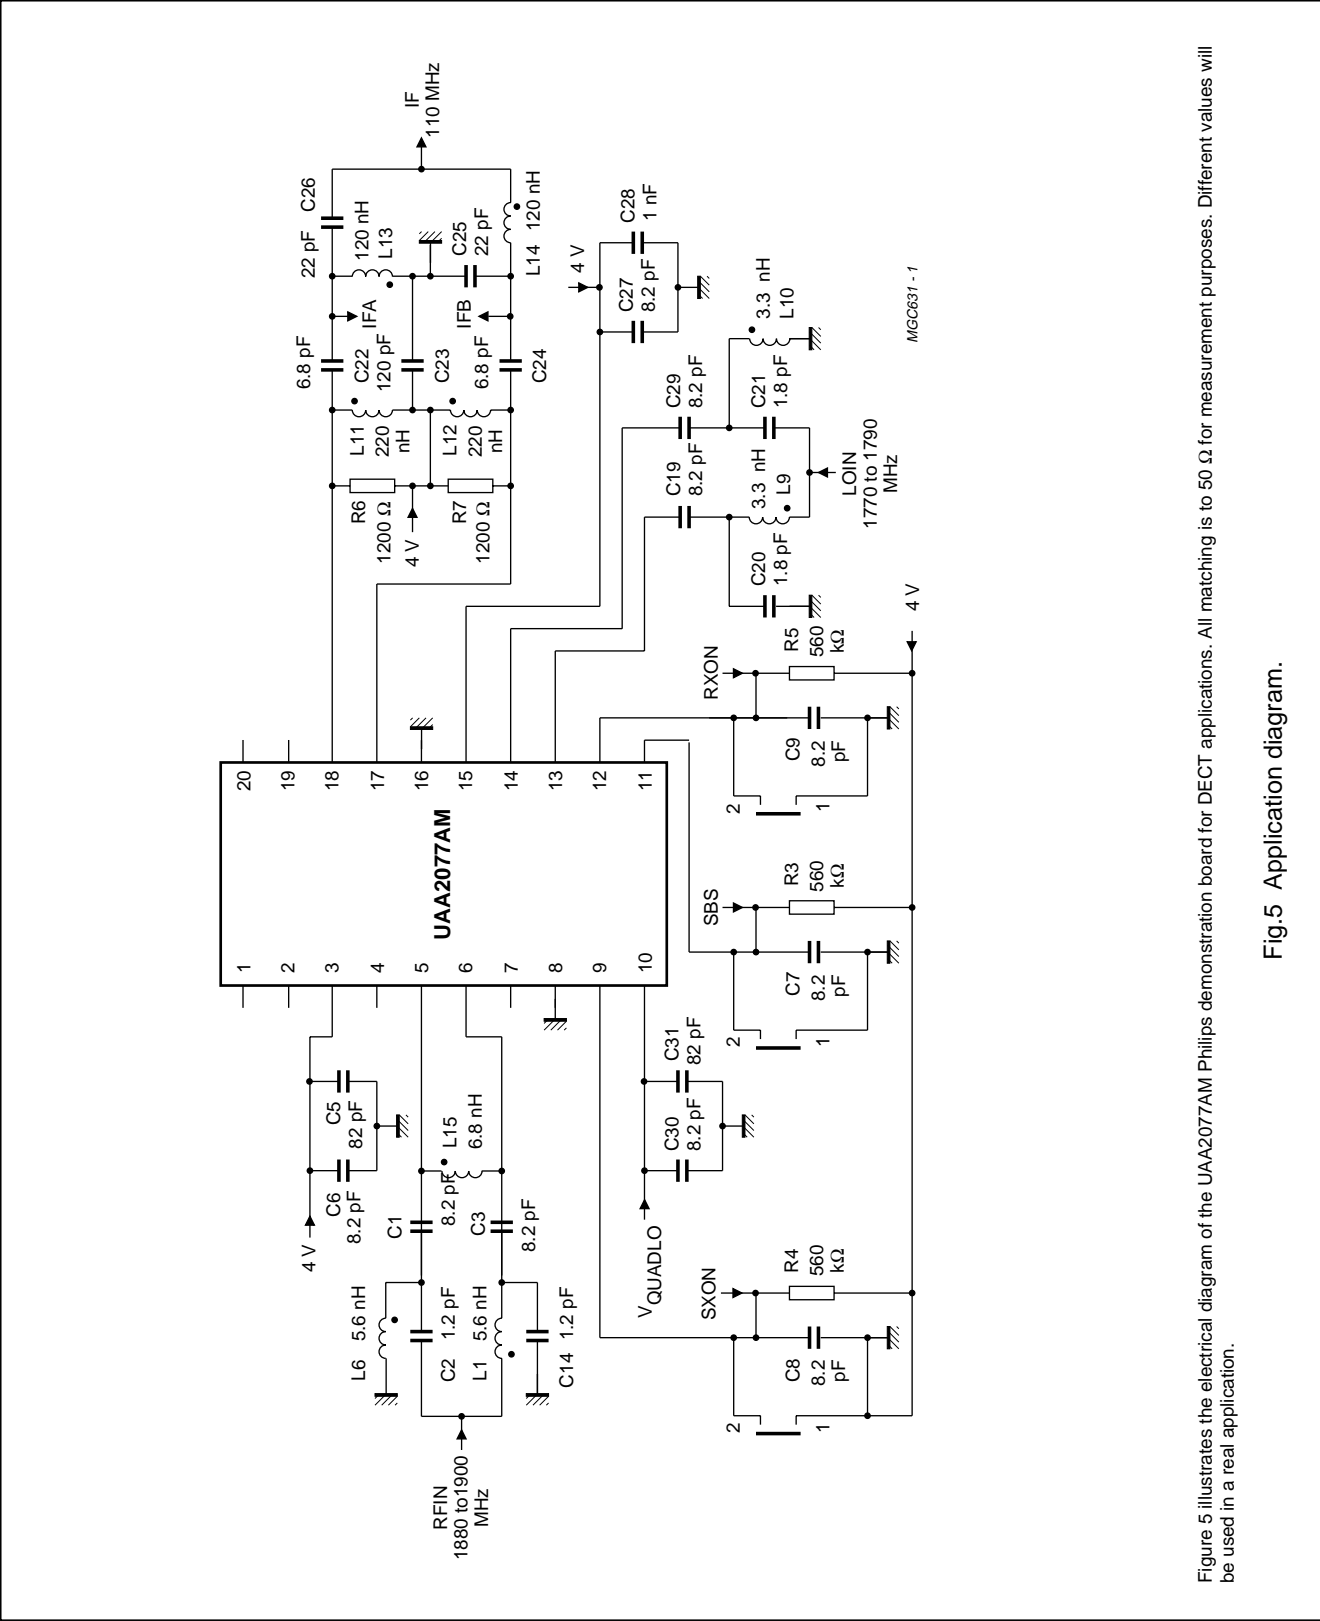 RFIN
1880 to1900
MHz
L6 5.6 nH
C2 1.2 pF
L1 5.6 nH
C14 1.2 pF
4 V
C6
8.2 pF
C5
82 pF
C1
8.2 pF
C3
8.2 pF
L15
6.8 nH
1
2
3
4
5
6
7
8
9
10
UAA2077AM
20
19
18
17
16
15
14
13
12
11
R6
1200 Ω
4 V
R7
1200 Ω
L11
220
nH
L12
220
nH
6.8 pF
C22
120 pF
C23
6.8 pF
C24
IFA
IFB
22 pF
C26
120 nH
L13
C25
22 pF
L14 120 nH
IF
110 MHz
4 V
C27
8.2 pF
C28
1 nF
C19
8.2 pF
C29
8.2 pF
C20
1.8 pF
3.3 nH
L9
C21
1.8 pF
3.3 nH
L10
LOIN
1770 to 1790
MHz
VQUADLO
C30
8.2 pF
C31
82 pF
SXON
2
1
C8
8.2
pF
R4
560
kΩ
SBS
2
1
C7
8.2
pF
R3
560
kΩ
RXON
2
1
C9
8.2
pF
R5
560
kΩ
4 V
MGC631 - 1
Figure 5 illustrates the electrical diagram of the UAA2077AM Philips demonstration board for DECT applications. All matching is to 50 Ω for measurement purposes. Different values will
be used in a real application.
Fig.5 Application diagram.